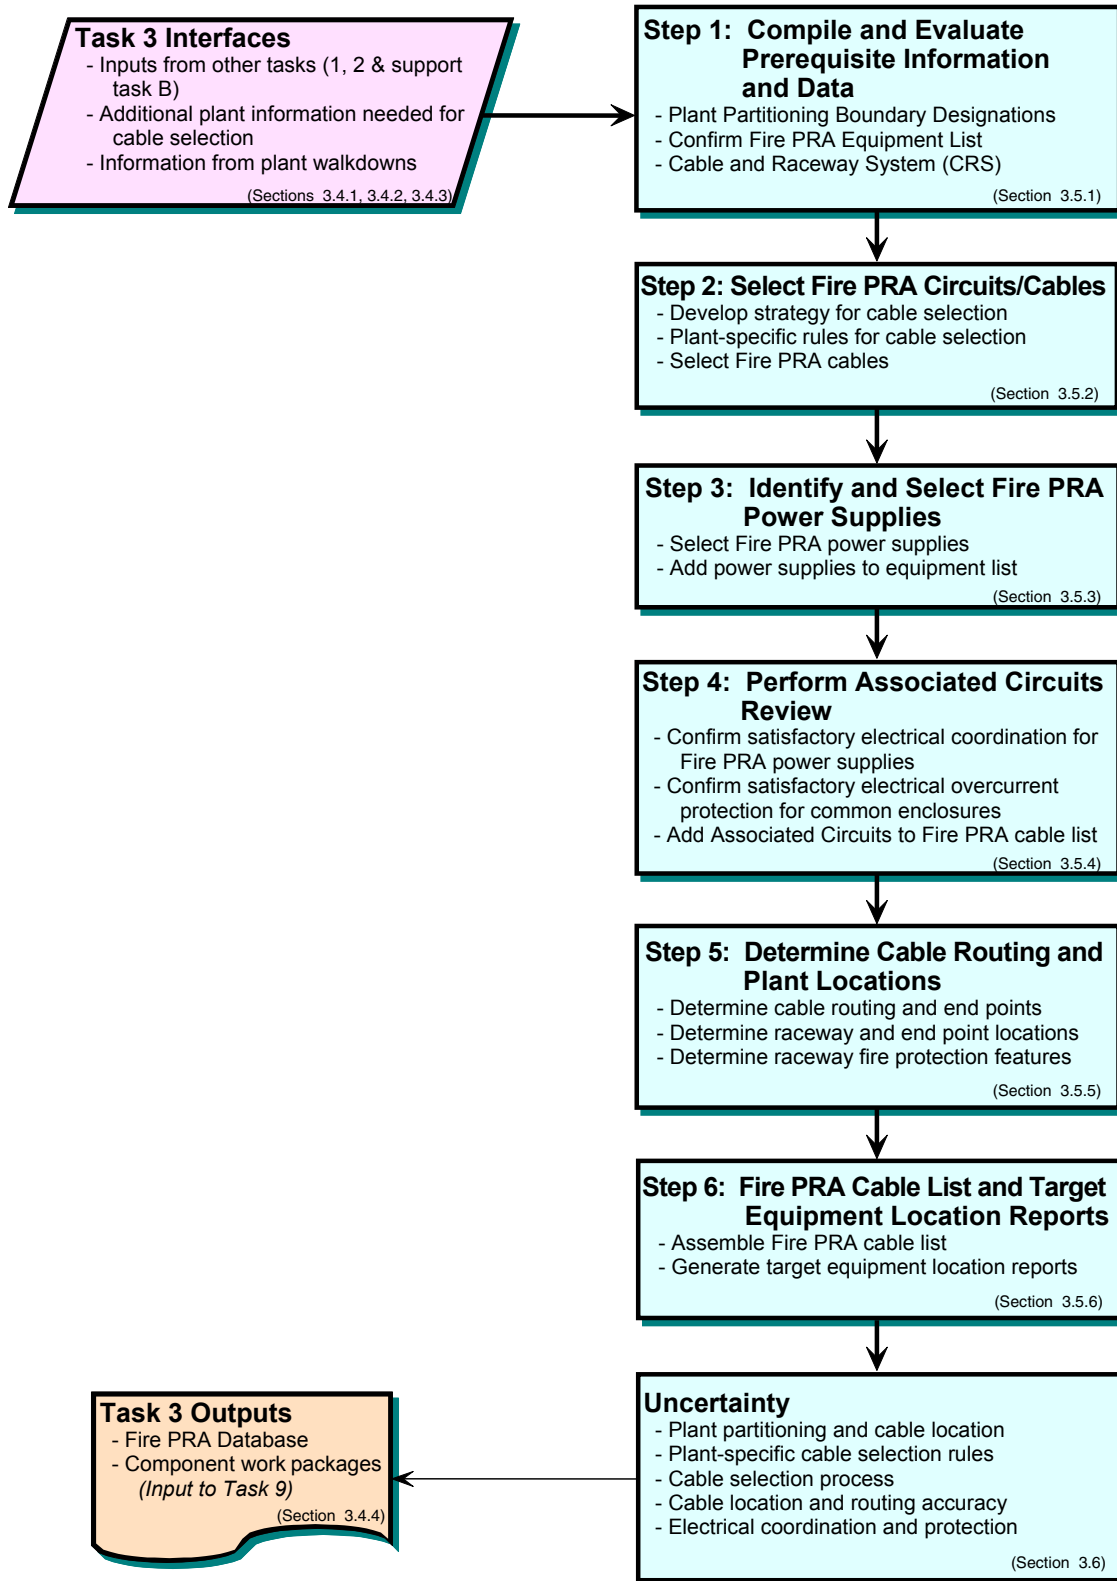 Task 3 Interfaces
- Inputs from other tasks (1, 2 & support
task B)
- Additional plant information needed for
cable selection
- Information from plant walkdowns
(Sections 3.4.1, 3.4.2, 3.4.3)
Step 1: Compile and Evaluate
Prerequisite Information
and Data
- Plant Partitioning Boundary Designations
- Confirm Fire PRA Equipment List
- Cable and Raceway System (CRS)
(Section 3.5.1)
Step 2: Select Fire PRA Circuits/Cables
- Develop strategy for cable selection
- Plant-specific rules for cable selection
- Select Fire PRA cables
(Section 3.5.2)
Step 3: Identify and Select Fire PRA
Power Supplies
- Select Fire PRA power supplies
- Add power supplies to equipment list
(Section 3.5.3)
Step 4: Perform Associated Circuits
Review
- Confirm satisfactory electrical coordination for
Fire PRA power supplies
- Confirm satisfactory electrical overcurrent
protection for common enclosures
- Add Associated Circuits to Fire PRA cable list
(Section 3.5.4)
Step 5: Determine Cable Routing and
Plant Locations
- Determine cable routing and end points
- Determine raceway and end point locations
- Determine raceway fire protection features
(Section 3.5.5)
Step 6: Fire PRA Cable List and Target
Equipment Location Reports
- Assemble Fire PRA cable list
- Generate target equipment location reports
(Section 3.5.6)
Uncertainty
- Plant partitioning and cable location
- Plant-specific cable selection rules
- Cable selection process
- Cable location and routing accuracy
- Electrical coordination and protection
(Section 3.6)
Task 3 Outputs
- Fire PRA Database
- Component work packages
(Input to Task 9)
(Section 3.4.4)